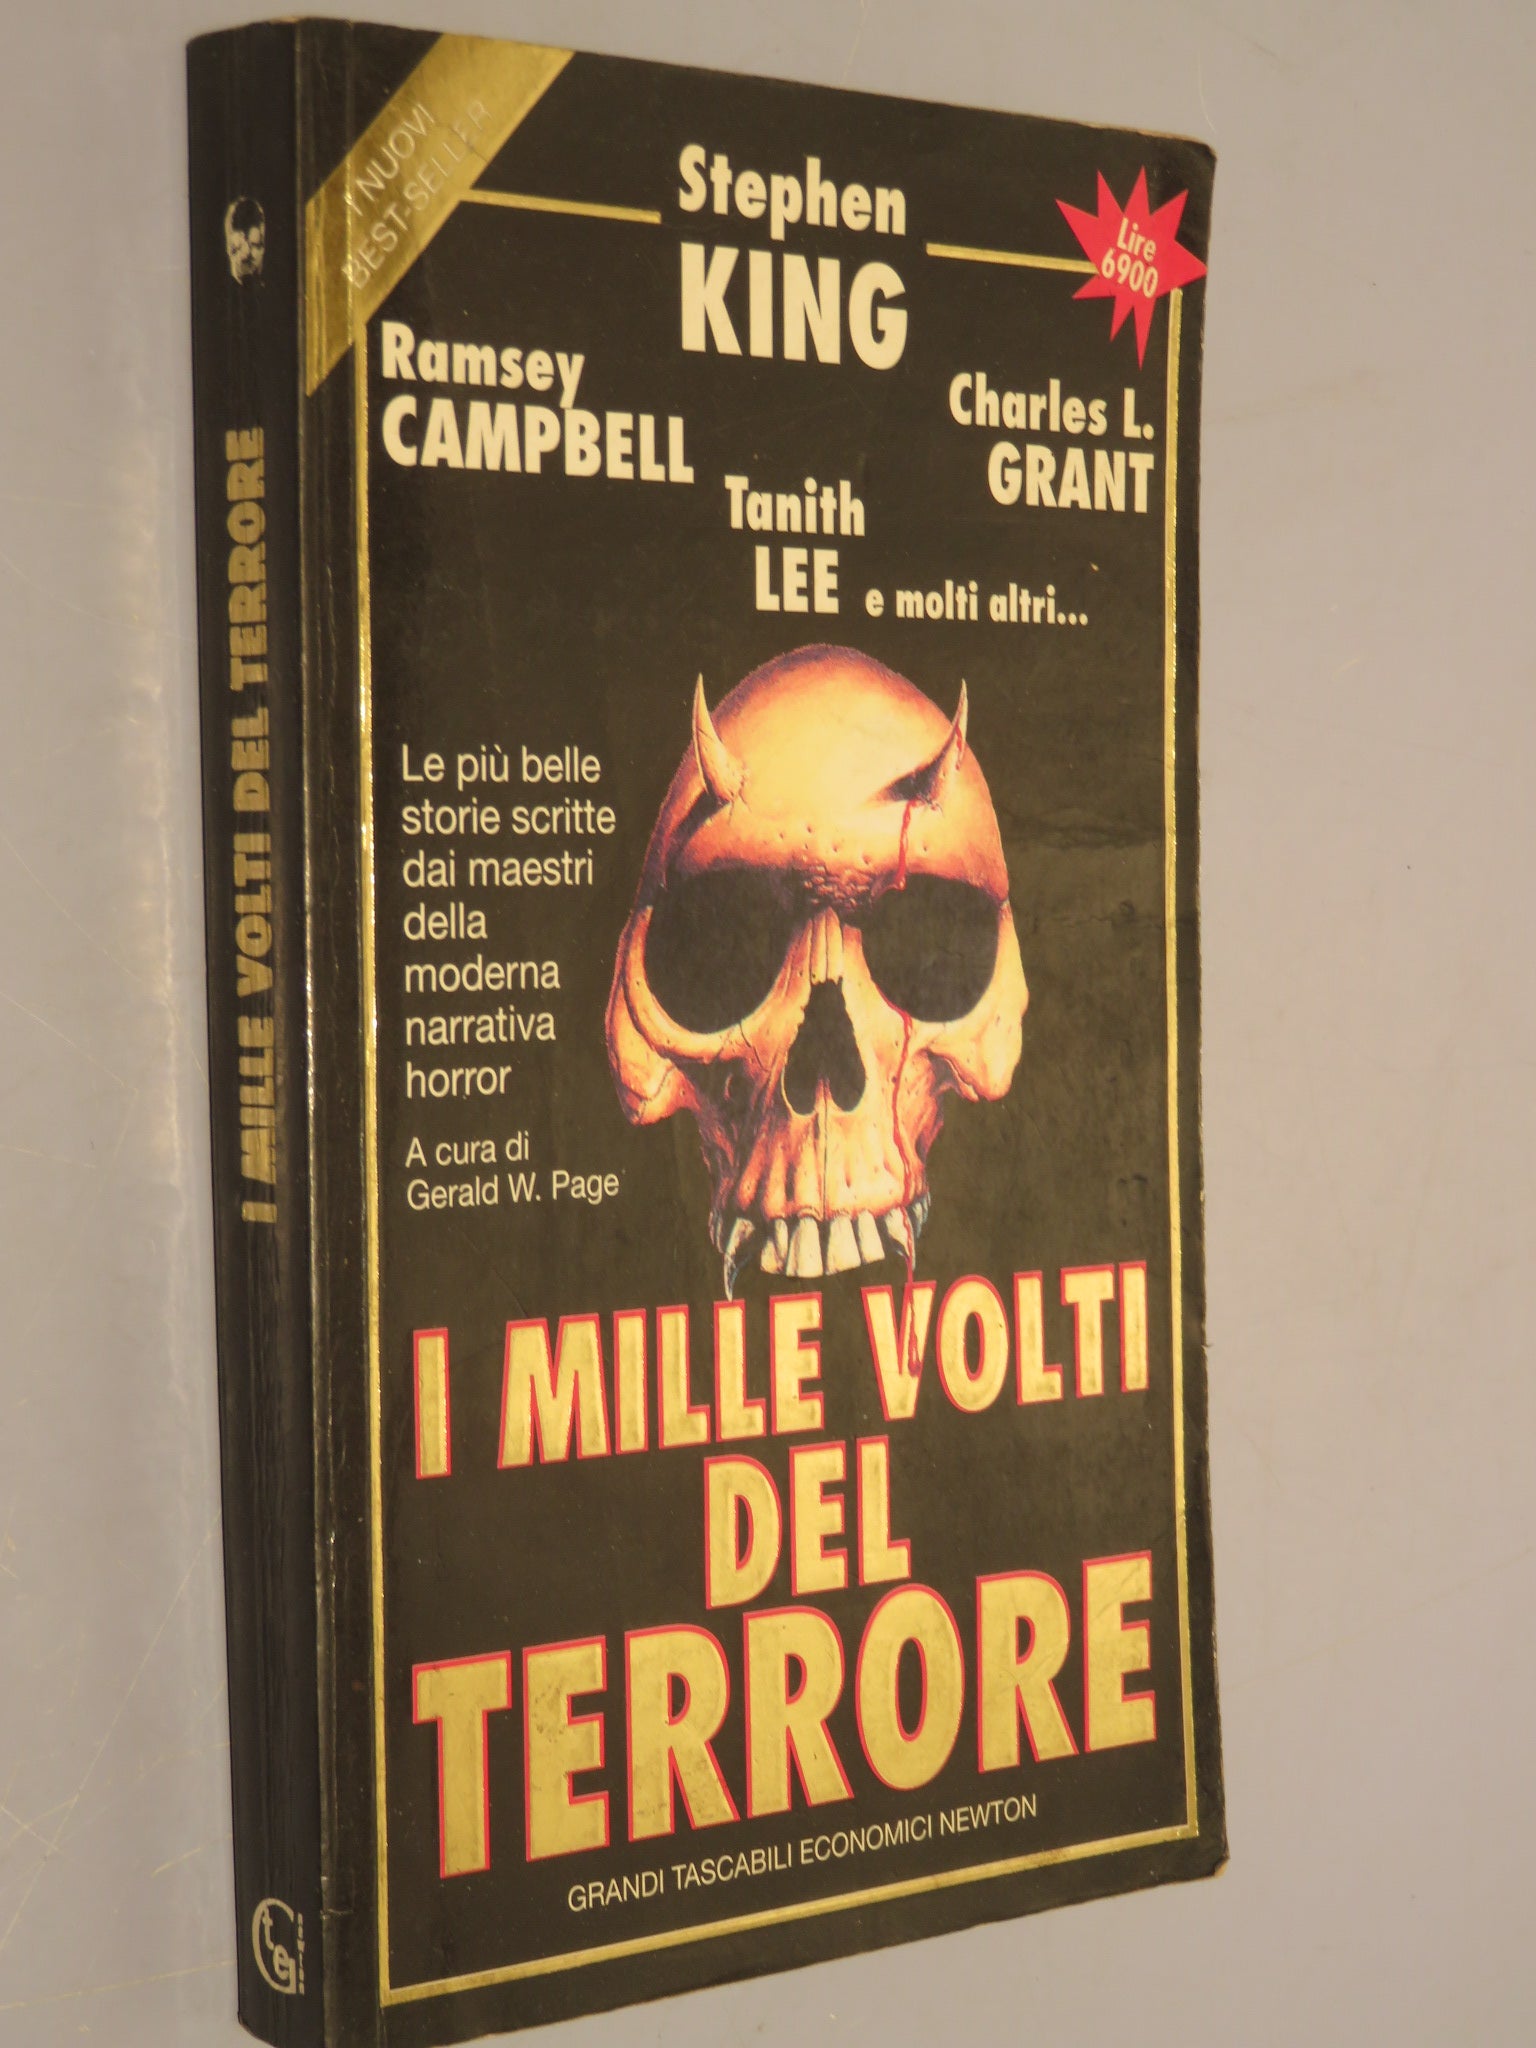 I NUOVI
BEST-SELLER
Stephen
KING
Lire
6900
Ramsey
CAMPBELL
Charles L.
GRANT
Tanith
LEE e molti altri...
Le più belle
storie scritte
dai maestri
della
moderna
narrativa
horror
A cura di
Gerald W. Page
I MILLE VOLTI
DEL
TERRORE
GRANDI TASCABILI ECONOMICI NEWTON
I MILLE VOLTI DEL TERRORE